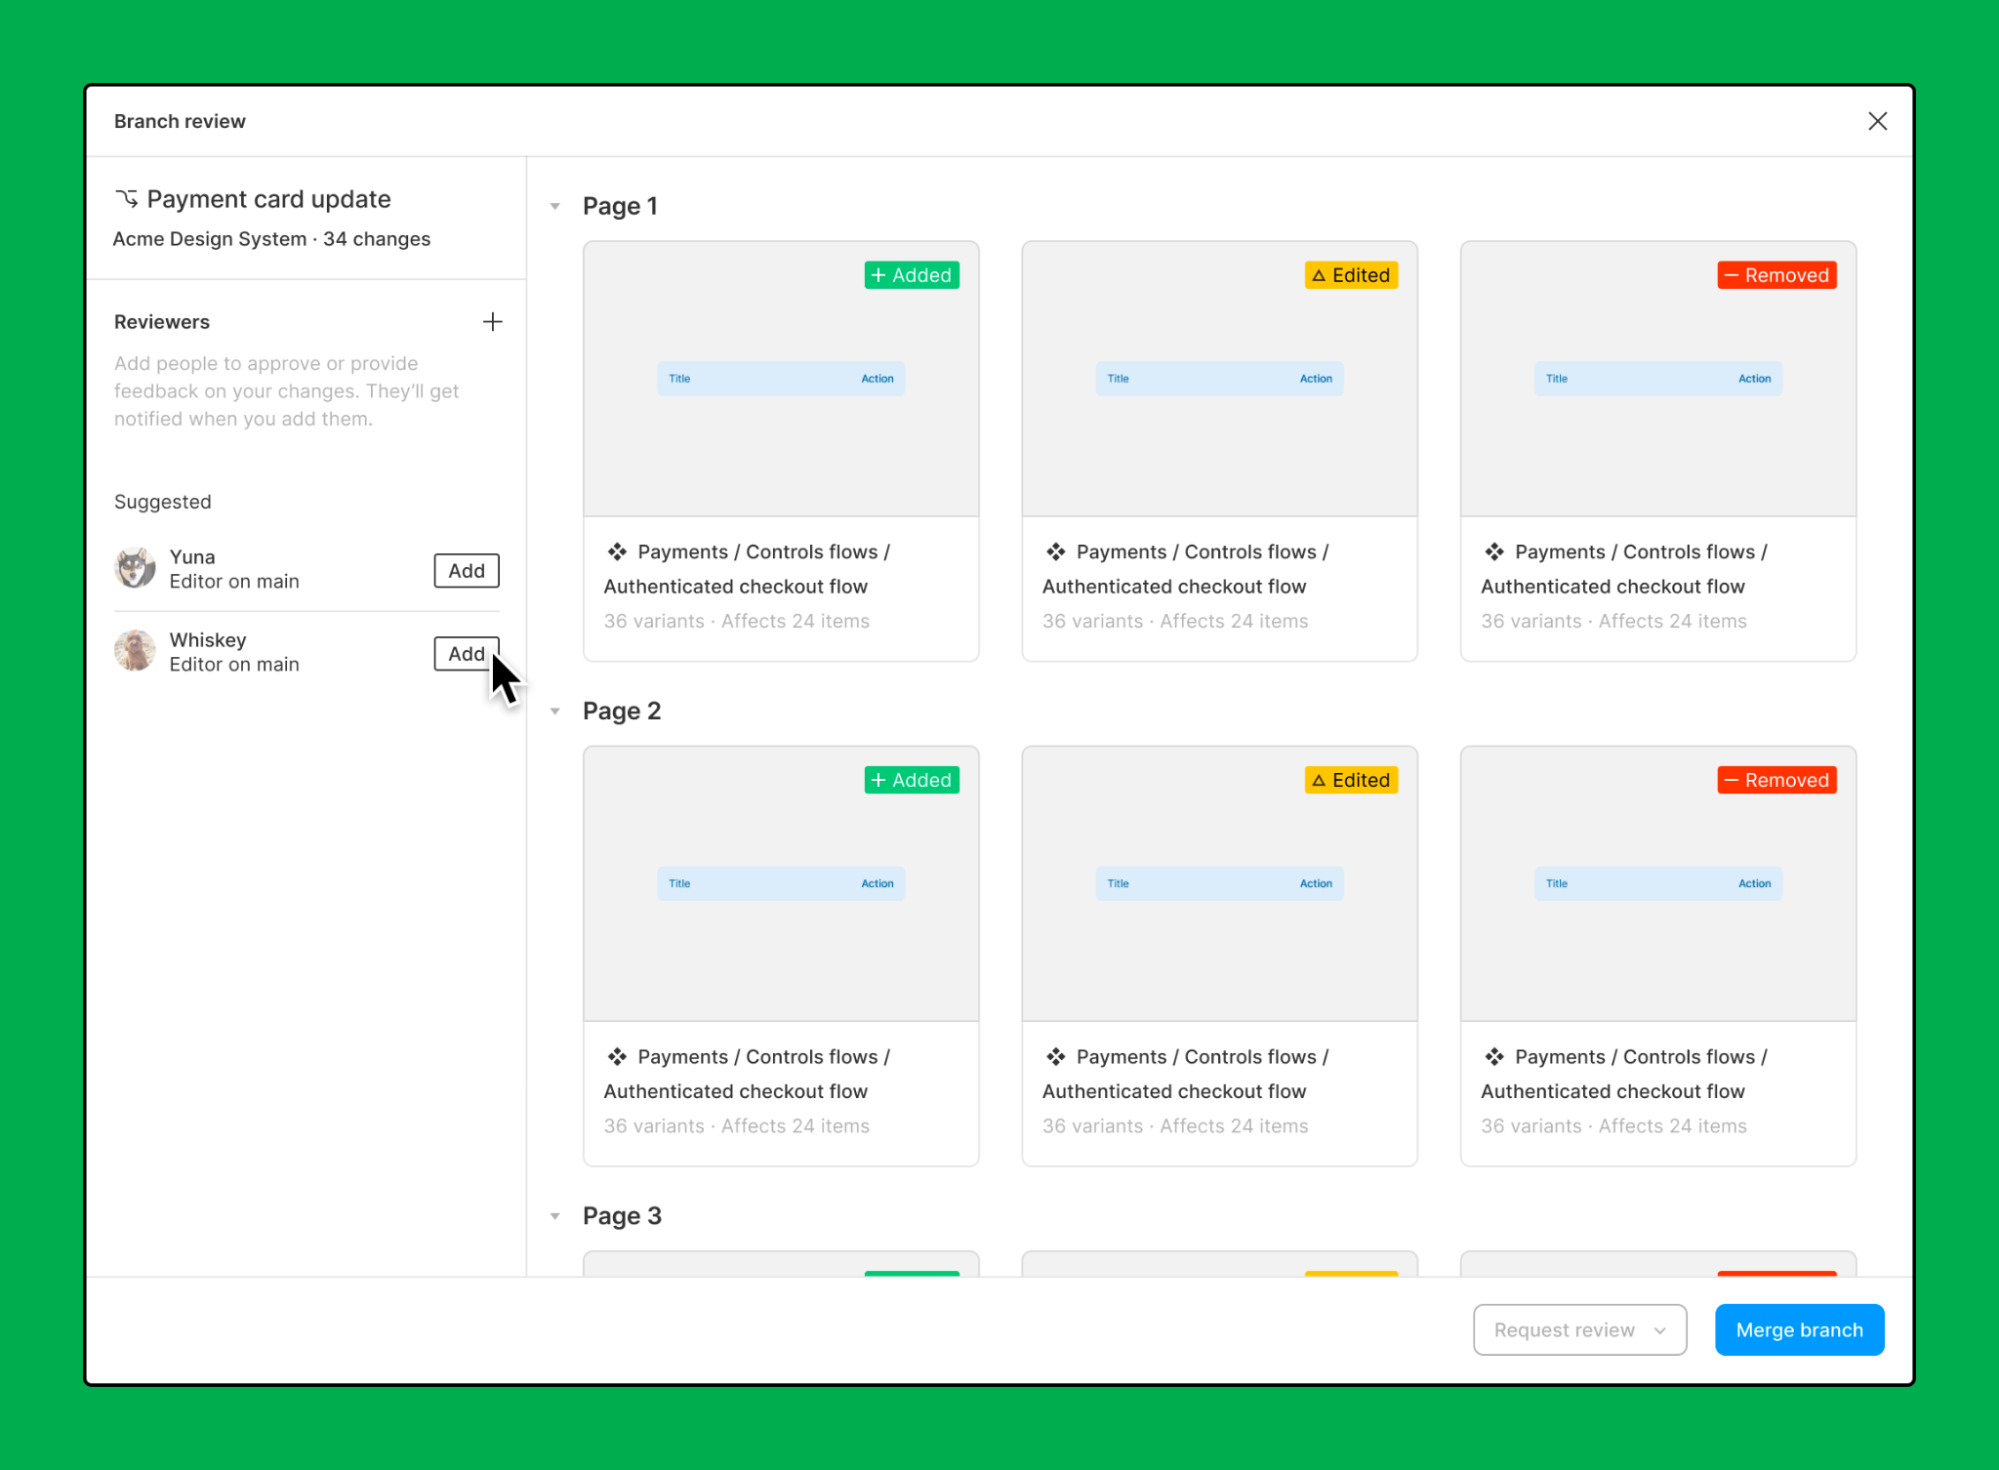 Branch review
Payment card update
Acme Design System · 34 changes
Reviewers
Add people to approve or provide
feedback on your changes. They'll get
notified when you add them.
Suggested
Yuna
Editor on main
Add
Whiskey
Editor on main
Add
Page 1
+ Added
Title Action
Payments / Controls flows /
Authenticated checkout flow
36 variants · Affects 24 items
Edited
Title Action
Payments / Controls flows /
Authenticated checkout flow
36 variants · Affects 24 items
– Removed
Title Action
Payments / Controls flows /
Authenticated checkout flow
36 variants · Affects 24 items
Page 2
+ Added
Title Action
Payments / Controls flows /
Authenticated checkout flow
36 variants · Affects 24 items
Edited
Title Action
Payments / Controls flows /
Authenticated checkout flow
36 variants · Affects 24 items
– Removed
Title Action
Payments / Controls flows /
Authenticated checkout flow
36 variants · Affects 24 items
Page 3
Request review
Merge branch